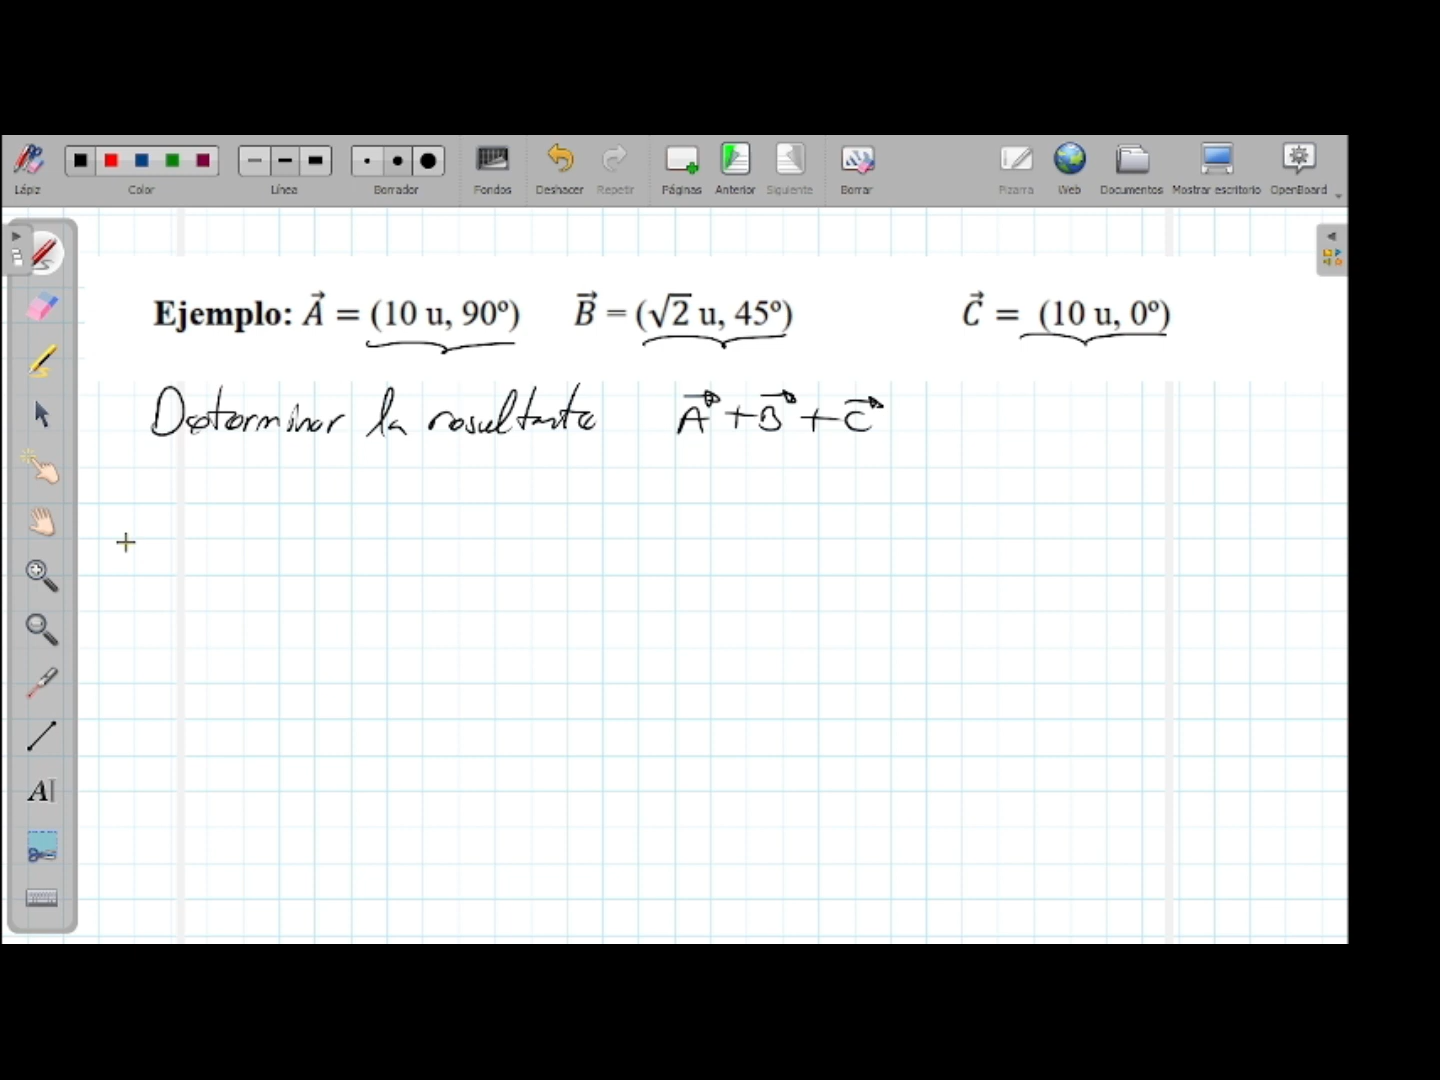 Lápiz Color Línea Borrador Fondos Deshacer Repetir Páginas Anterior Siguiente Borrar Pizarra Web Documentos Mostrar escritorio OpenBoard
Ejemplo: A⃗ = (10 u, 90º) B⃗ = (√2 u, 45º) C⃗ = (10 u, 0º)
Determinar la resultante A⃗ + B⃗ + C⃗
A